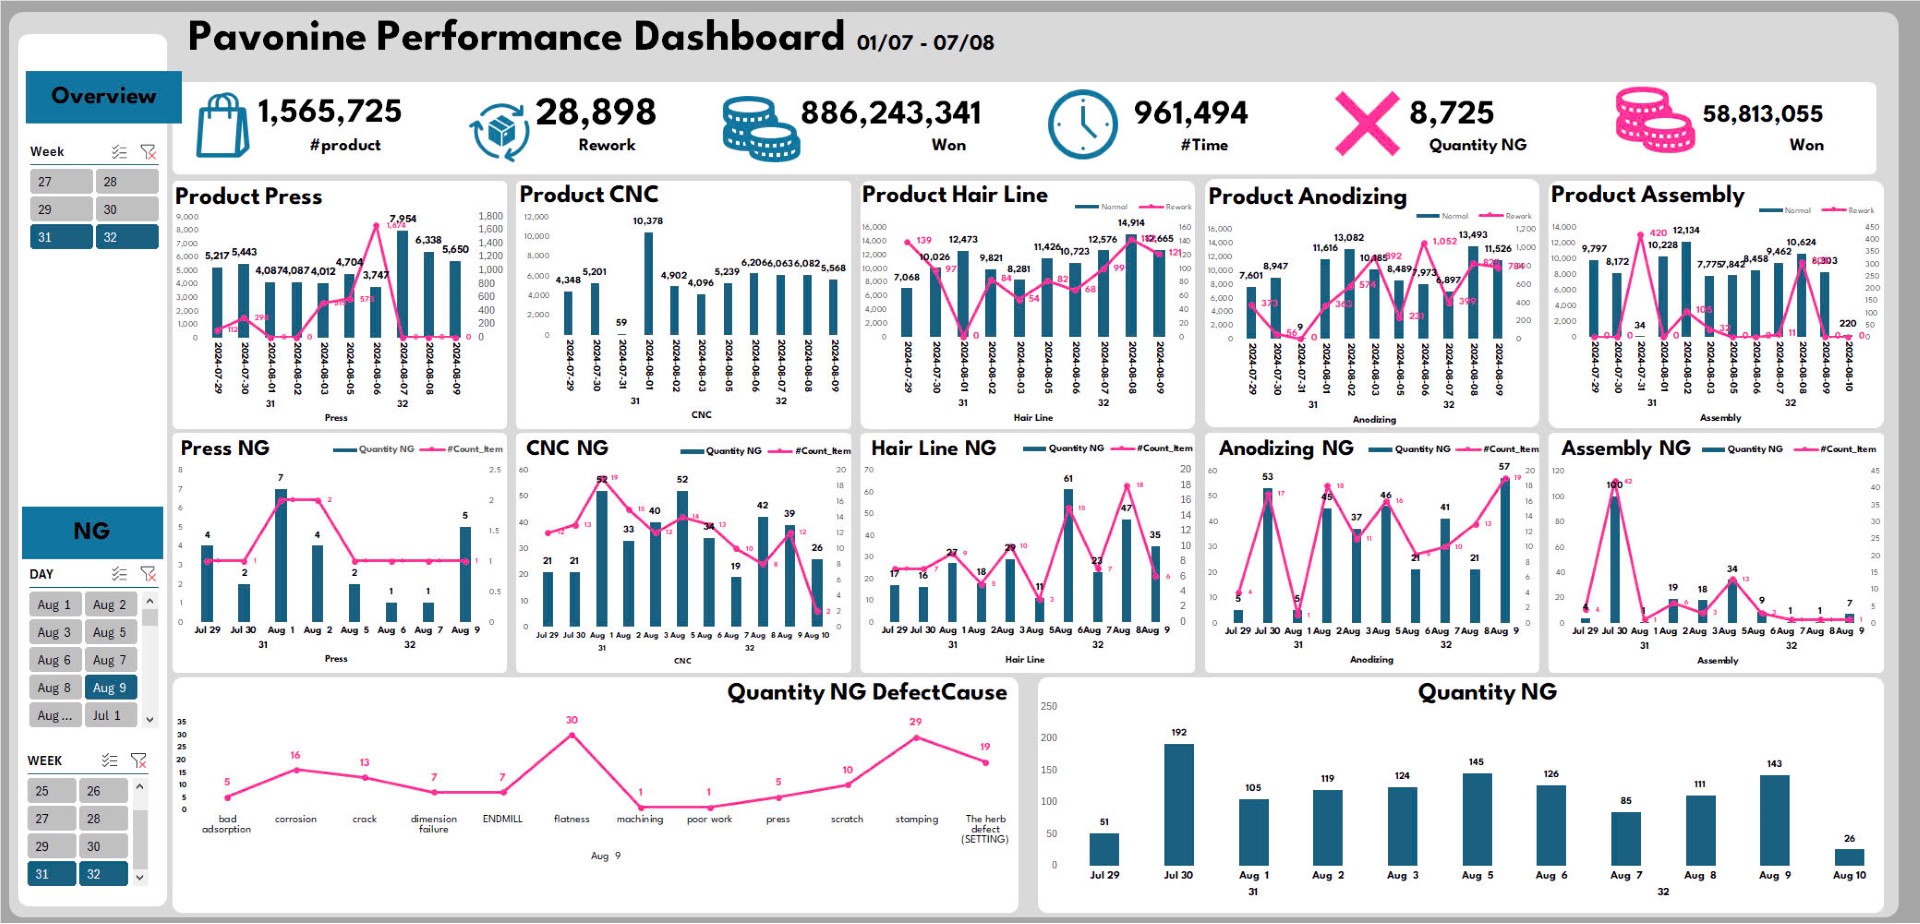 Pavonine Performance Dashboard 01/07 - 07/08
Overview
1,565,725
#product
28,898
Rework
886,243,341
Won
961,494
#Time
8,725
Quantity NG
58,813,055
Won
Week
27 28
29 30
31 32
Product Press
9,000
8,000
7,000
6,000
5,000
4,000
3,000
2,000
1,000
0
5,217 5,443 4,087 4,087 4,012 4,704 3,747 7,954 6,338 5,650
112 0 0 0
1,800
1,600
1,400
1,200
1,000
800
600
400
200
0
2024-07-29 2024-07-30 2024-08-01 2024-08-02 2024-08-03 2024-08-05 2024-08-06 2024-08-07 2024-08-08 2024-08-09
31 32
Press
Product CNC
12,000
10,000
8,000
6,000
4,000
2,000
0
4,348 5,201 59 10,378 4,902 4,096 5,239 6,206 6,063 6,082 5,568
2024-07-29 2024-07-30 2024-07-31 2024-08-01 2024-08-02 2024-08-03 2024-08-05 2024-08-06 2024-08-07 2024-08-08 2024-08-09
31 32
CNC
Product Hair Line
Normal Rework
16,000
14,000
12,000
10,000
8,000
6,000
4,000
2,000
0
7,068 10,026 12,473 9,821 8,281 11,426 10,723 12,576 14,914 12,665
139 97 0 84 54 82 68 99 121
160
140
120
100
80
60
40
20
0
2024-07-29 2024-07-30 2024-08-01 2024-08-02 2024-08-03 2024-08-05 2024-08-06 2024-08-07 2024-08-08 2024-08-09
31 32
Hair Line
Product Anodizing
Normal Rework
16,000
14,000
12,000
10,000
8,000
6,000
4,000
2,000
0
7,601 8,947 9 11,616 13,082 10,185 8,489 7,973 6,897 13,493 11,526
373 56 0 363 574 892 231 1,052 399 784
1,200
1,000
800
600
400
200
0
2024-07-29 2024-07-30 2024-07-31 2024-08-01 2024-08-02 2024-08-03 2024-08-05 2024-08-06 2024-08-07 2024-08-08 2024-08-09
31 32
Anodizing
Product Assembly
Normal Rework
14,000
12,000
10,000
8,000
6,000
4,000
2,000
0
9,797 8,172 34 10,228 12,134 7,775 7,842 8,458 9,462 10,624 8,303 220
0 0 420 0 105 32 0 0 11 0 0
450
400
350
300
250
200
150
100
50
0
2024-07-29 2024-07-30 2024-07-31 2024-08-01 2024-08-02 2024-08-03 2024-08-05 2024-08-06 2024-08-07 2024-08-08 2024-08-09 2024-08-10
31 32
Assembly
Press NG
Quantity NG #Count_Item
8
7
6
5
4
3
2
1
0
4 2 7 4 2 1 1 5
1 1 2 2 1 1 1 1
2.5
2
1.5
1
0.5
0
Jul 29 Jul 30 Aug 1 Aug 2 Aug 5 Aug 6 Aug 7 Aug 9
31 32
Press
CNC NG
Quantity NG #Count_Item
60
50
40
30
20
10
0
21 21 52 33 40 52 34 19 42 39 26
12 13 19 15 12 14 13 10 8 12 2
20
18
16
14
12
10
8
6
4
2
0
Jul 29 Jul 30 Aug 1 Aug 2 Aug 3 Aug 5 Aug 6 Aug 7 Aug 8 Aug 9 Aug 10
31 32
CNC
Hair Line NG
Quantity NG #Count_Item
70
60
50
40
30
20
10
0
17 16 27 18 29 11 61 23 47 35
7 7 9 5 10 3 15 7 18 6
20
18
16
14
12
10
8
6
4
2
0
Jul 29 Jul 30 Aug 1 Aug 2 Aug 3 Aug 5 Aug 6 Aug 7 Aug 8 Aug 9
31 32
Hair Line
Anodizing NG
Quantity NG #Count_Item
60
50
40
30
20
10
0
5 53 5 45 37 46 21 41 21 57
4 17 1 18 11 16 9 10 13 19
20
18
16
14
12
10
8
6
4
2
0
Jul 29 Jul 30 Aug 1 Aug 2 Aug 3 Aug 5 Aug 6 Aug 7 Aug 8 Aug 9
31 32
Anodizing
Assembly NG
Quantity NG #Count_Item
120
100
80
60
40
20
0
4 100 1 19 18 34 9 1 1 7
4 42 1 6 3 13 3 1 1 1
45
40
35
30
25
20
15
10
5
0
Jul 29 Jul 30 Aug 1 Aug 2 Aug 3 Aug 5 Aug 6 Aug 7 Aug 8 Aug 9
31 32
Assembly
NG
DAY
Aug 1 Aug 2
Aug 3 Aug 5
Aug 6 Aug 7
Aug 8 Aug 9
Aug ... Jul 1
WEEK
25 26
27 28
29 30
31 32
Quantity NG DefectCause
35
30
25
20
15
10
5
0
5 16 13 7 7 30 1 1 5 10 29 19
bad adsorption corrosion crack dimension failure ENDMILL flatness machining poor work press scratch stamping The herb defect (SETTING)
Aug 9
Quantity NG
250
200
150
100
50
0
51 192 105 119 124 145 126 85 111 143 26
Jul 29 Jul 30 Aug 1 Aug 2 Aug 3 Aug 5 Aug 6 Aug 7 Aug 8 Aug 9 Aug 10
31 32